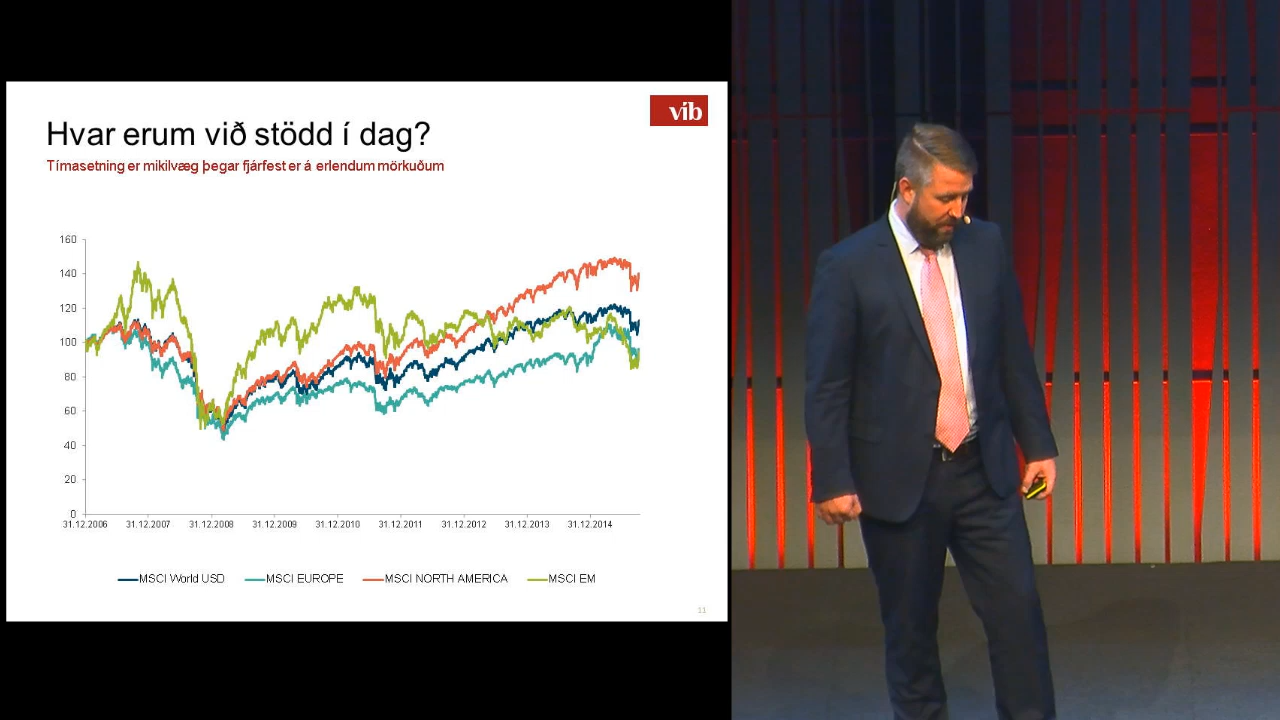 víb
Hvar erum við stödd í dag?
Tímasetning er mikilvæg þegar fjárfest er á erlendum mörkuðum
160
140
120
100
80
60
40
20
0
31.12.2006 31.12.2007 31.12.2008 31.12.2009 31.12.2010 31.12.2011 31.12.2012 31.12.2013 31.12.2014
MSCI World USD MSCI EUROPE MSCI NORTH AMERICA MSCI EM
11